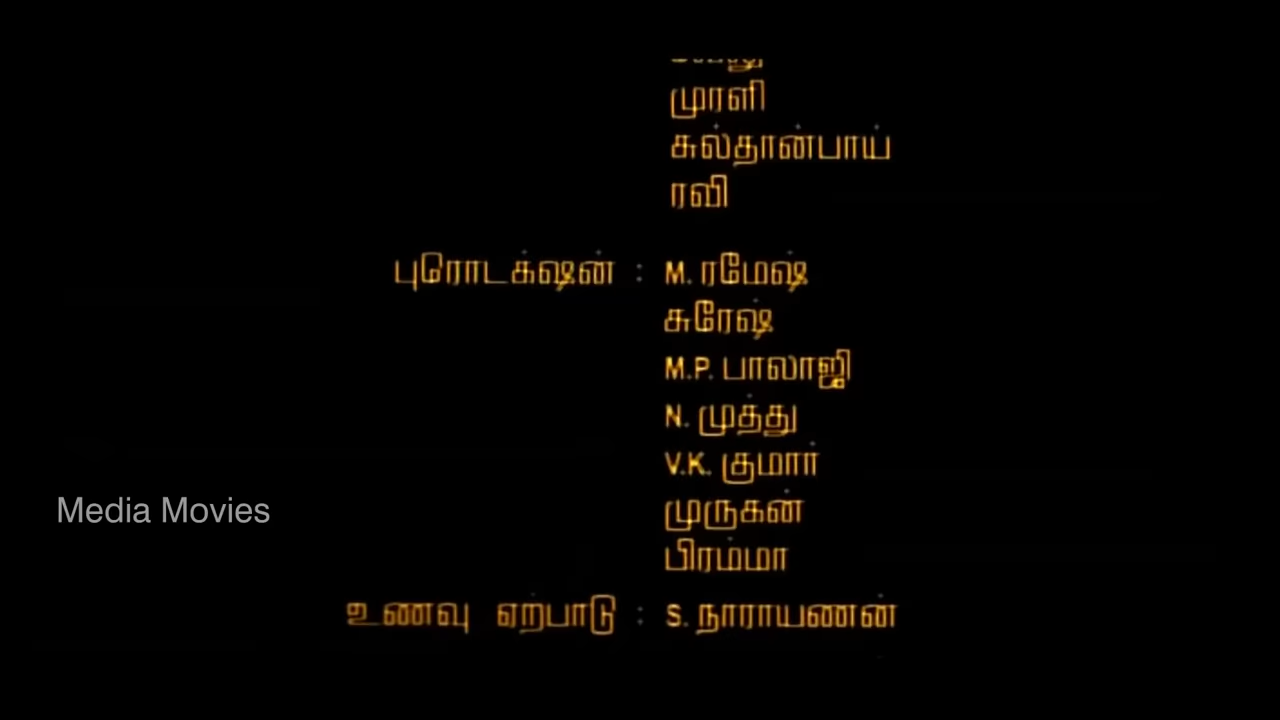 முரளி
சுல்தான்பாய்
ரவி
புரொடக்ஷன் : M. ரமேஷ்
சுரேஷ்
M.P. பாலாஜி
N. முத்து
V.K. குமார்
Media Movies
முருகன்
பிரம்மா
உணவு ஏற்பாடு : S. நாராயணன்